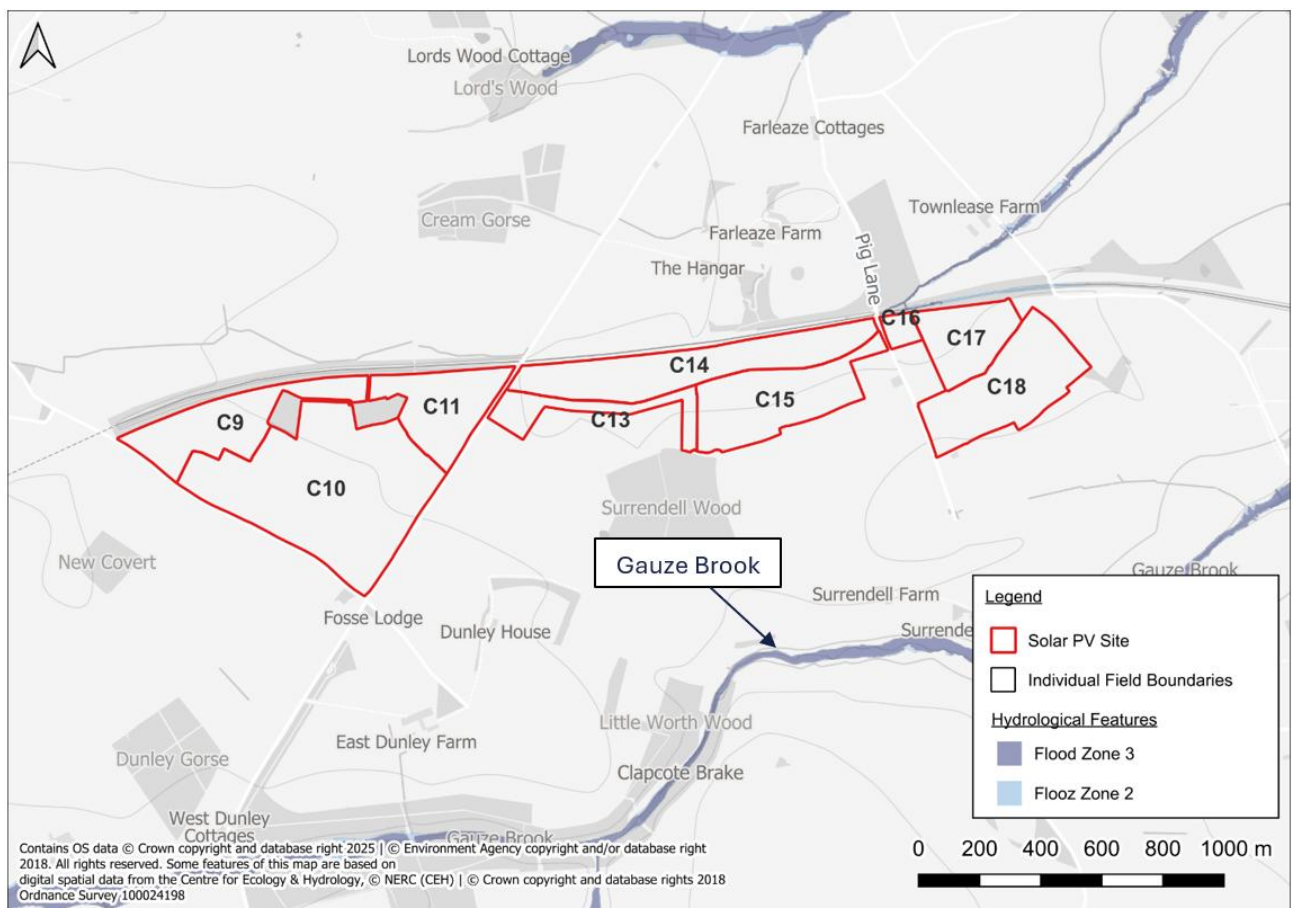 Lords Wood Cottage
Lord's Wood
Farleaze Cottages
Cream Gorse
Townlease Farm
Farleaze Farm
Pig Lane
The Hangar
C16
C17
C14
C18
C15
C11
C13
C9
C10
Surrendell Wood
New Covert
Gauze Brook
Gauze Brook
Surrendell Farm
Fosse Lodge
Dunley House
Surrende
Little Worth Wood
East Dunley Farm
Dunley Gorse
Clapcote Brake
West Dunley
Cottages
Gauze Brook
Legend
Solar PV Site
Individual Field Boundaries
Hydrological Features
Flood Zone 3
Flooz Zone 2
Contains OS data © Crown copyright and database right 2025 | © Environment Agency copyright and/or database right
2018. All rights reserved. Some features of this map are based on
digital spatial data from the Centre for Ecology & Hydrology, © NERC (CEH) | © Crown copyright and database rights 2018
Ordnance Survey 100024198
0 200 400 600 800 1000 m